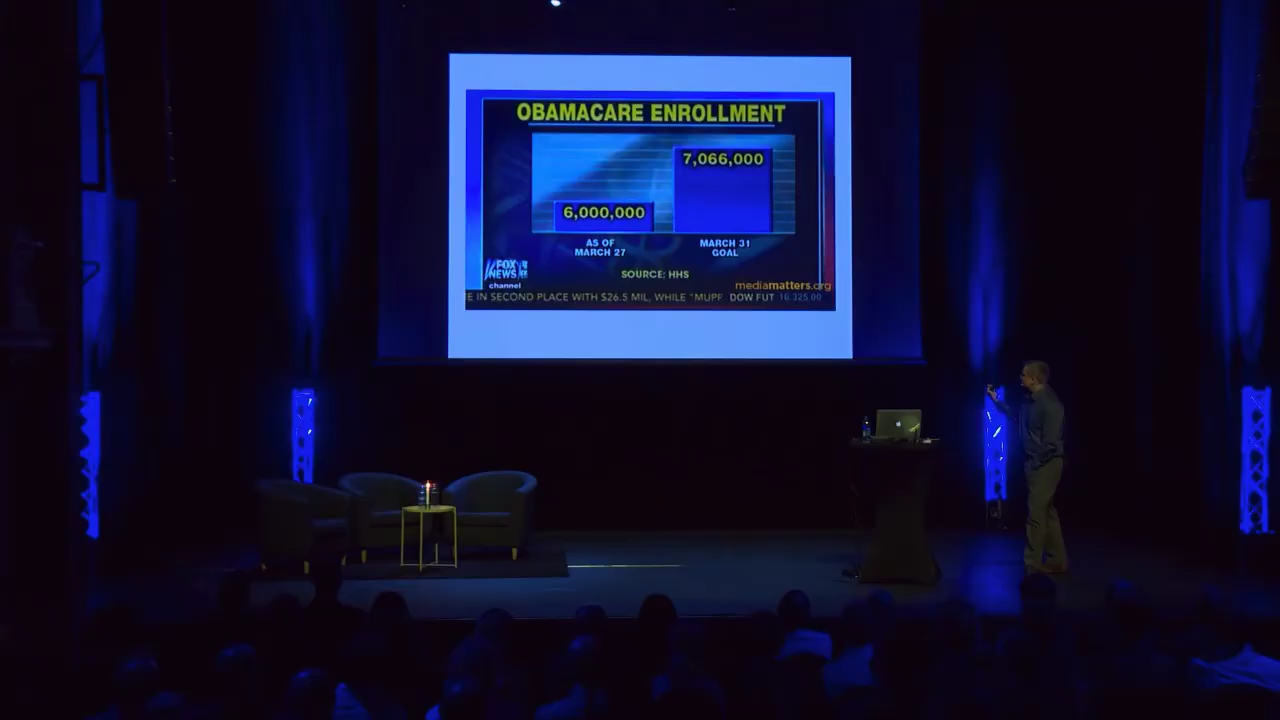 OBAMACARE ENROLLMENT
7,066,000
6,000,000
AS OF
MARCH 27
MARCH 31
GOAL
SOURCE: HHS
FOX
NEWS
channel
mediamatters.org
E IN SECOND PLACE WITH $26.5 MIL, WHILE "MUPP DOW FUT 16,325.00